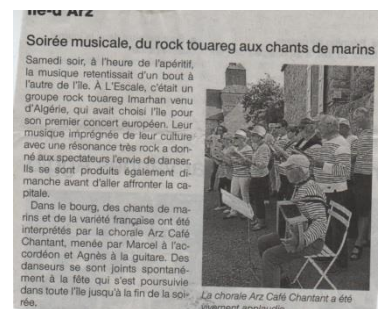 Ile-d'Arz
Soirée musicale, du rock touareg aux chants de marins
Samedi soir, à l'heure de l'apéritif,
la musique retentissait d'un bout à
l'autre de l'île. À L'Escale, c'était un
groupe rock touareg Imarhan venu
d'Algérie, qui avait choisi l'île pour
son premier concert européen. Leur
musique imprégnée de leur culture
avec une résonance très rock a don-
né aux spectateurs l'envie de danser.
Ils se sont produits également di-
manche avant d'aller affronter la ca-
pitale.
Dans le bourg, des chants de ma-
rins et de la variété française ont été
interprétés par la chorale Arz Café
Chantant, menée par Marcel à l'ac-
cordéon et Agnès à la guitare. Des
danseurs se sont joints spontané-
ment à la fête qui s'est poursuivie
dans toute l'île jusqu'à la fin de la soi-
rée.
La chorale Arz Café Chantant a été
vivement applaudie.